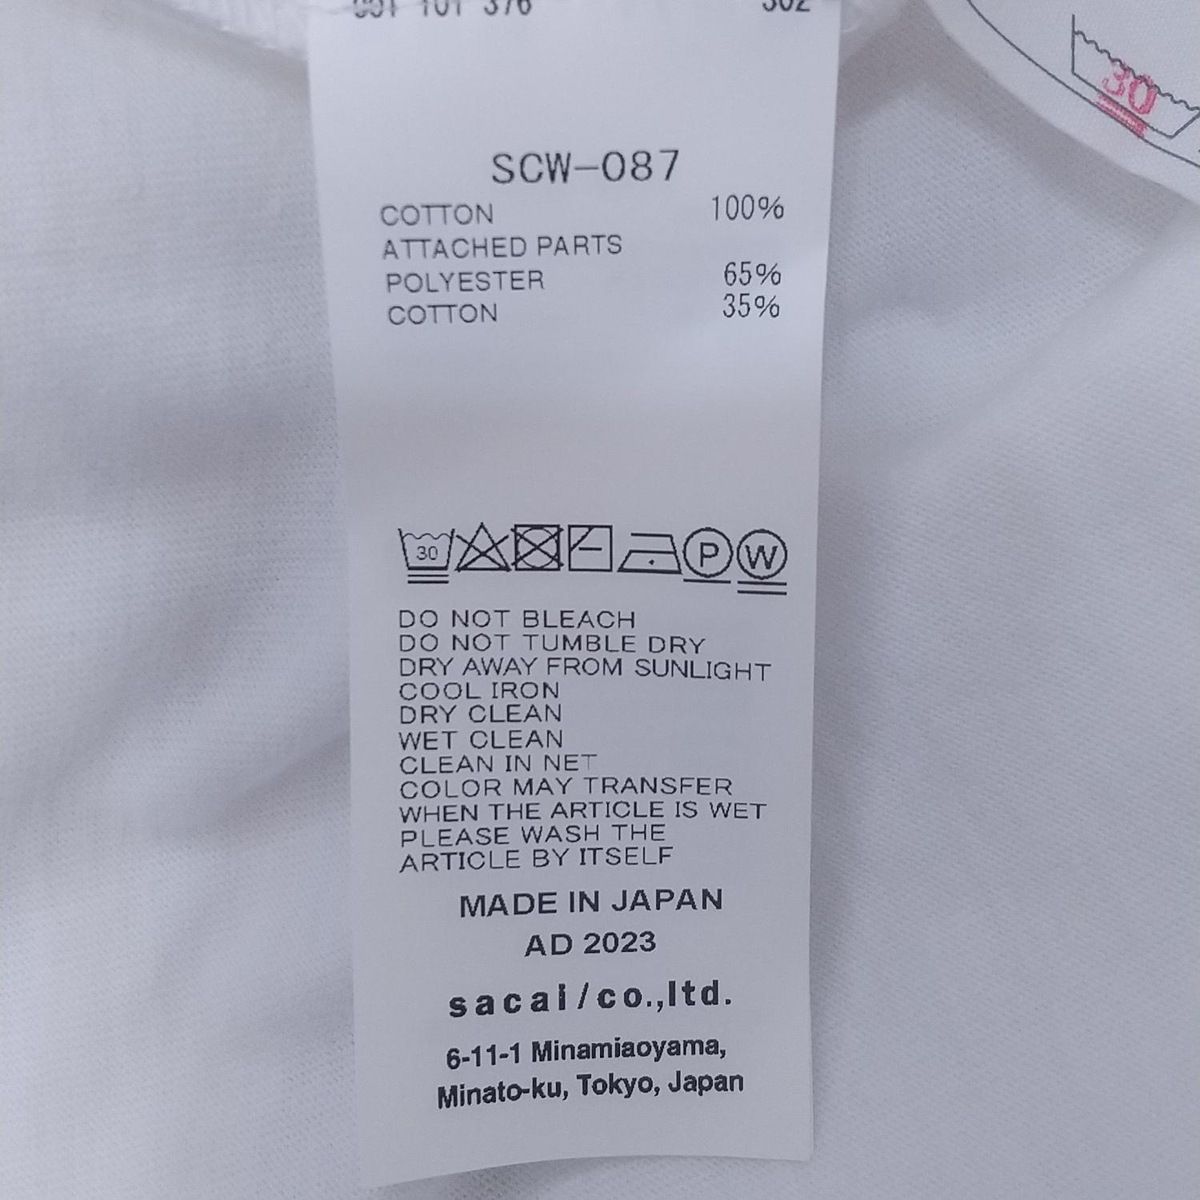 30
SCW-087
COTTON 100%
ATTACHED PARTS
POLYESTER 65%
COTTON 35%
30 P W
DO NOT BLEACH
DO NOT TUMBLE DRY
DRY AWAY FROM SUNLIGHT
COOL IRON
DRY CLEAN
WET CLEAN
CLEAN IN NET
COLOR MAY TRANSFER
WHEN THE ARTICLE IS WET
PLEASE WASH THE
ARTICLE BY ITSELF
MADE IN JAPAN
AD 2023
sacai/co.,ltd.
6-11-1 Minamiaoyama,
Minato-ku, Tokyo, Japan